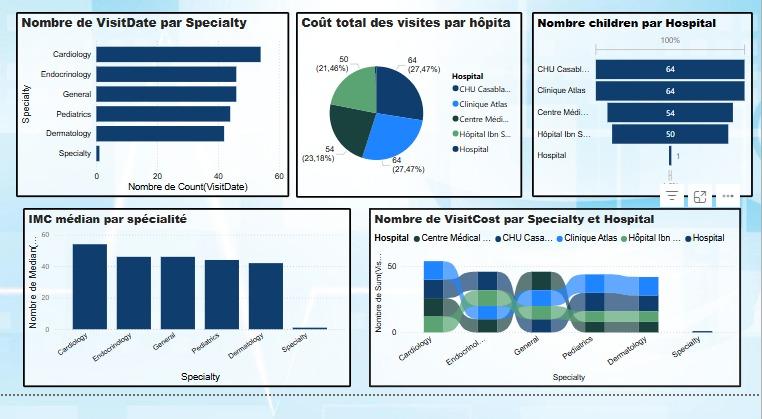 Nombre de VisitDate par Specialty
Specialty
Cardiology
Endocrinology
General
Pediatrics
Dermatology
Specialty
0 20 40 60
Nombre de Count(VisitDate)
Coût total des visites par hôpita
50
(21,46%)
64
(27,47%)
54
(23,18%)
64
(27,47%)
Hospital
CHU Casabla...
Clinique Atlas
Centre Médi...
Hôpital Ibn S...
Hospital
Nombre children par Hospital
100%
CHU Casabl... 64
Clinique Atlas 64
Centre Médi... 54
Hôpital Ibn S... 50
Hospital 1
IMC médian par spécialité
Nombre de Median(...
60
40
20
0
Cardiology
Endocrinology
General
Pediatrics
Dermatology
Specialty
Specialty
Nombre de VisitCost par Specialty et Hospital
Hospital Centre Médical ... CHU Casa... Clinique Atlas Hôpital Ibn ... Hospital
Nombre de Sum(Vis...
50
0
Cardiology
Endocrinol...
General
Pediatrics
Dermatology
Specialty
Specialty